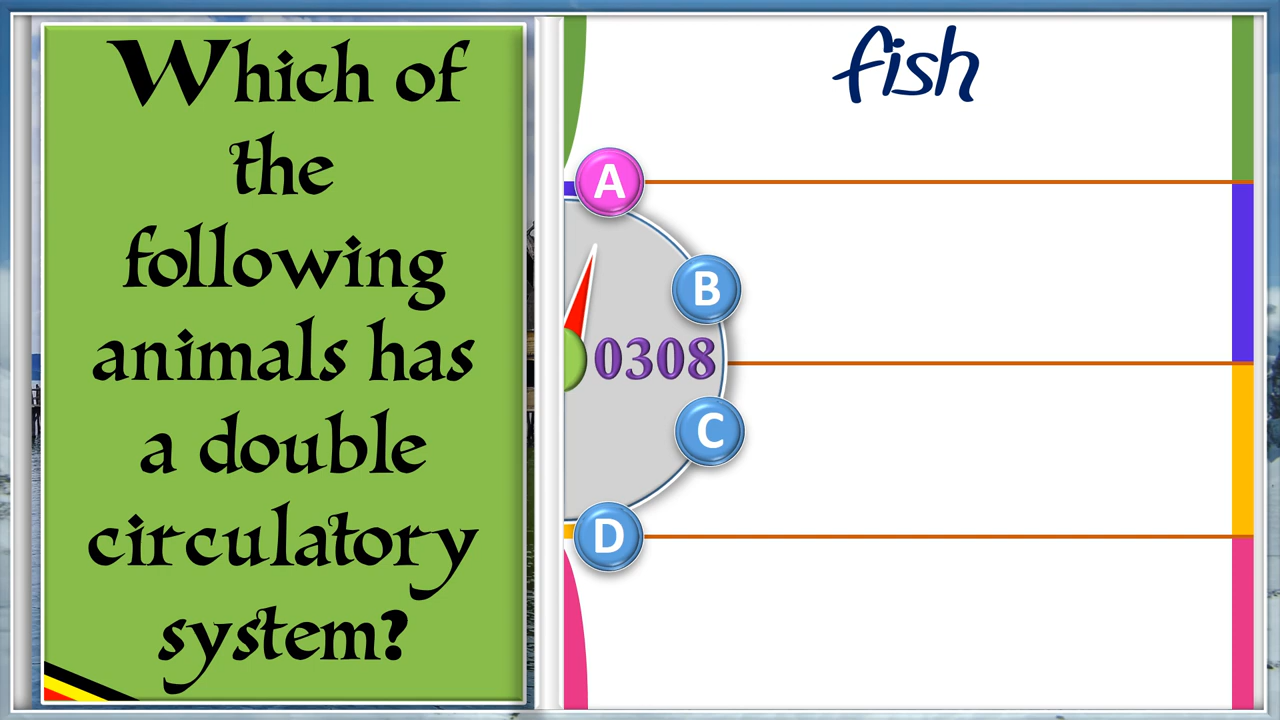 Which of
the
following
animals has
a double
circulatory
system?
fish
A
B
0308
C
D